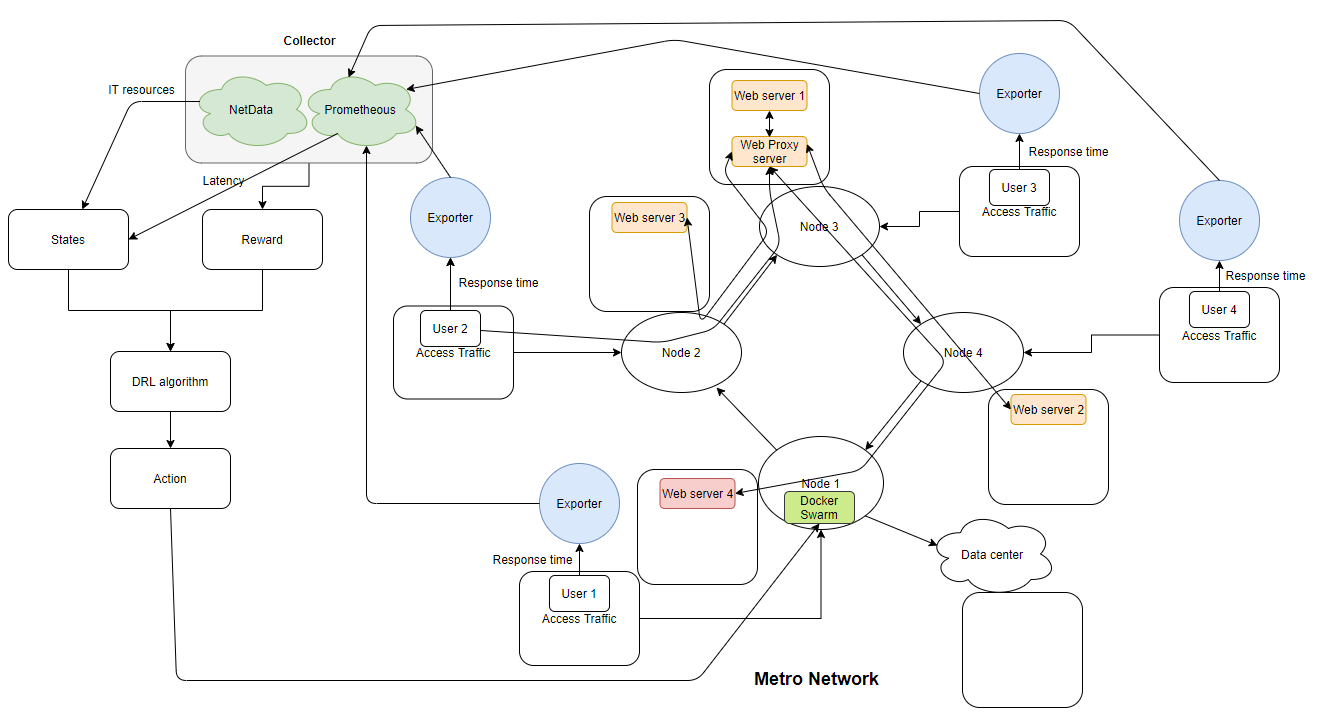 Collector
IT resources
NetData
Prometheous
Latency
States
Reward
DRL algorithm
Action
Exporter
Response time
User 2
Access Traffic
Web server 1
Web Proxy
server
Web server 3
Node 3
Node 2
Exporter
Response time
User 3
Access Traffic
Exporter
Response time
User 4
Access Traffic
Node 4
Web server 2
Exporter
Response time
User 1
Access Traffic
Web server 4
Node 1
Docker
Swarm
Data center
Metro Network